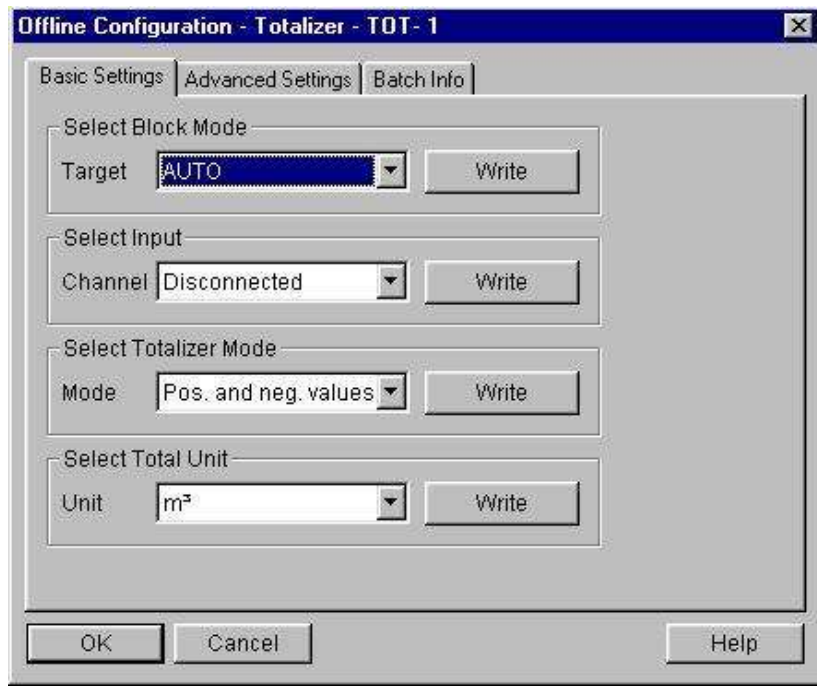 Offline Configuration - Totalizer - TOT- 1
Basic Settings Advanced Settings Batch Info
Select Block Mode
Target AUTO Write
Select Input
Channel Disconnected Write
Select Totalizer Mode
Mode Pos. and neg. values Write
Select Total Unit
Unit m³ Write
OK Cancel Help